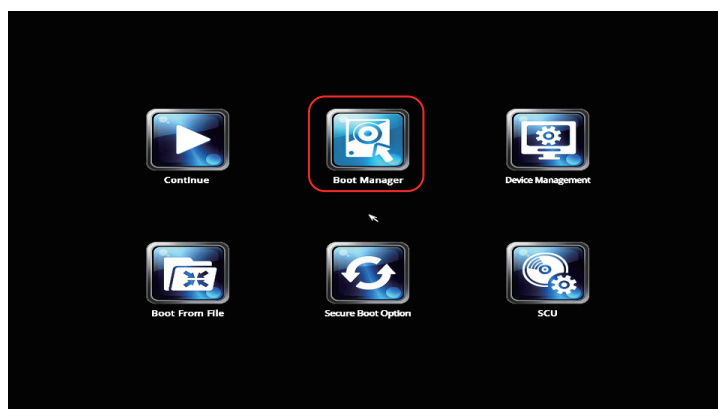 Continue
Boot Manager
Device Management
Boot From File
Secure Boot Option
SCU